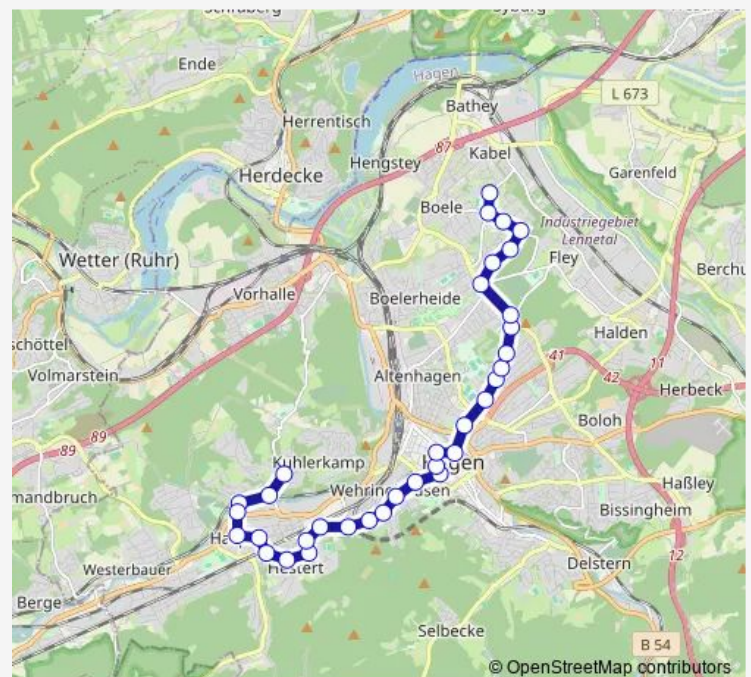 Ende
Hagen
L 673
Bathey
Herrentisch
87
Kabel
Hengstey
Garenfeld
Herdecke
Boele
Industriegebiet
Lennetal
Wetter (Ruhr)
Fley
Berchu
Vorhalle
Boelerheide
schöttel
Halden
Volmarstein
Altenhagen
41
11
42
Herbeck
Boloh
89
89
Kuhlerkamp
mandbruch
Haßley
Bissingheim
12
Westerbauer
Delstern
Berge
Selbecke
B 54
© OpenStreetMap contributors